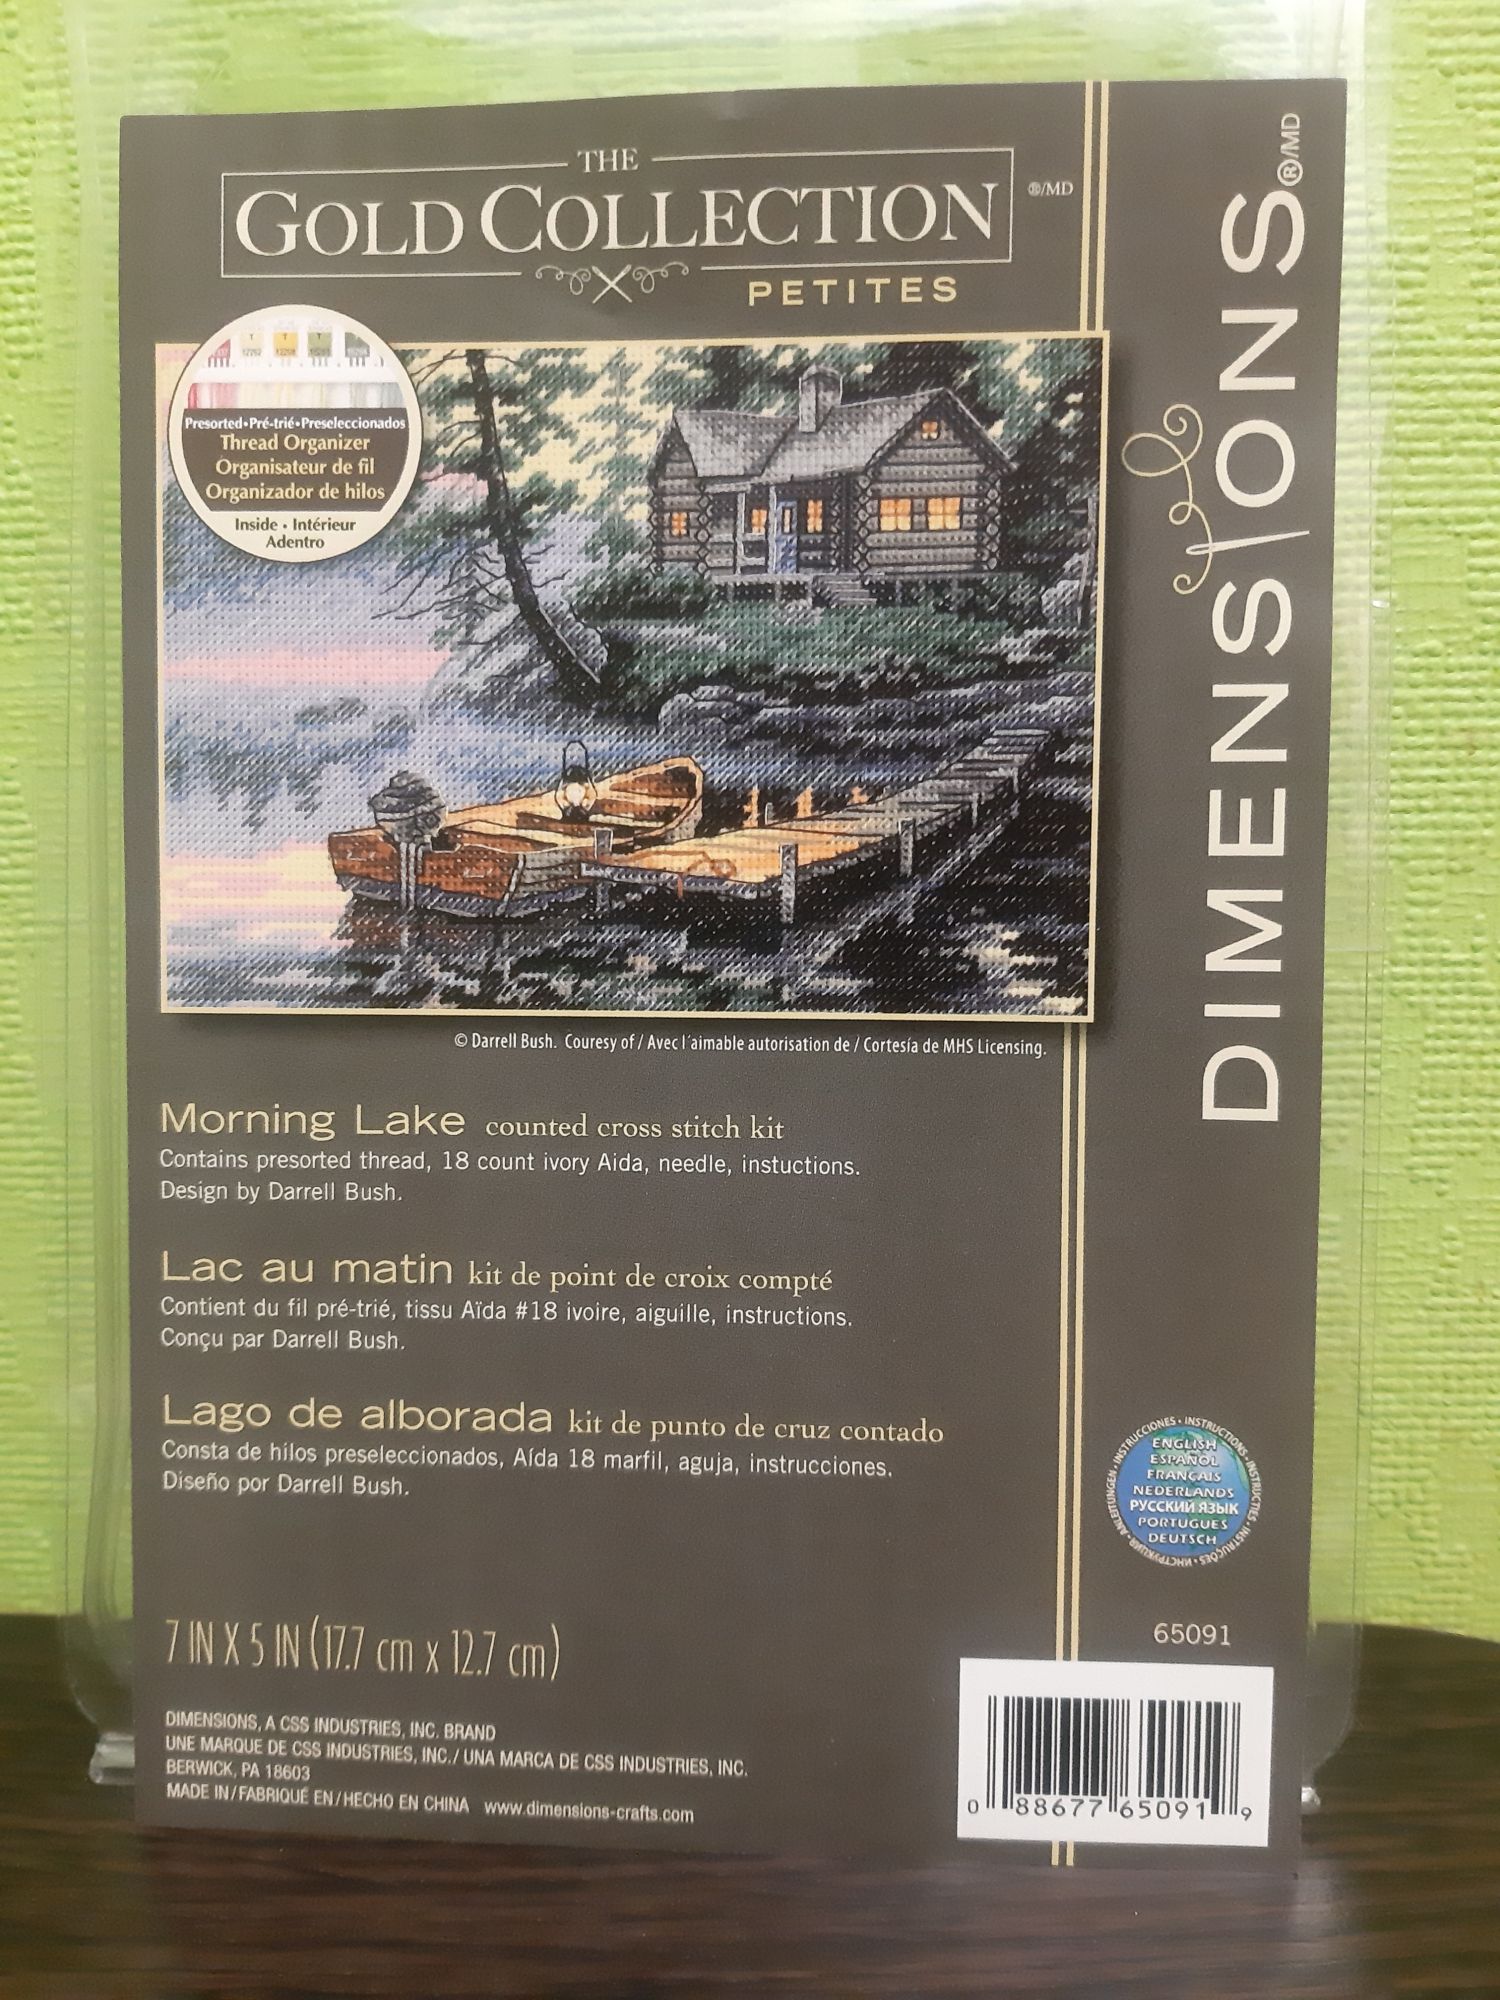 THE
GOLD COLLECTION ®/MD
PETITES
Presorted•Pré-trié•Preseleccionados
Thread Organizer
Organisateur de fil
Organizador de hilos
Inside • Intérieur
Adentro
DIMENSIONS®/MD
© Darrell Bush. Couresy of / Avec l'aimable autorisation de / Cortesía de MHS Licensing.
Morning Lake counted cross stitch kit
Contains presorted thread, 18 count ivory Aida, needle, instuctions.
Design by Darrell Bush.
Lac au matin kit de point de croix compté
Contient du fil pré-trié, tissu Aïda #18 ivoire, aiguille, instructions.
Conçu par Darrell Bush.
Lago de alborada kit de punto de cruz contado
Consta de hilos preseleccionados, Aída 18 marfil, aguja, instrucciones.
Diseño por Darrell Bush.
INSTRUCCIONES • INSTRUCTIONS • INSTRUCTIES • INSTRUÇÕES • ИНСТРУКЦИЯ • ANLEITUNGEN •
ENGLISH
ESPAÑOL
FRANÇAIS
NEDERLANDS
РУССКИЙ ЯЗЫК
PORTUGUES
DEUTSCH
7 IN X 5 IN (17.7 cm x 12.7 cm)
DIMENSIONS, A CSS INDUSTRIES, INC. BRAND
UNE MARQUE DE CSS INDUSTRIES, INC./ UNA MARCA DE CSS INDUSTRIES, INC.
BERWICK, PA 18603
MADE IN/FABRIQUÉ EN/HECHO EN CHINA www.dimensions-crafts.com
65091
0 88677 65091 9